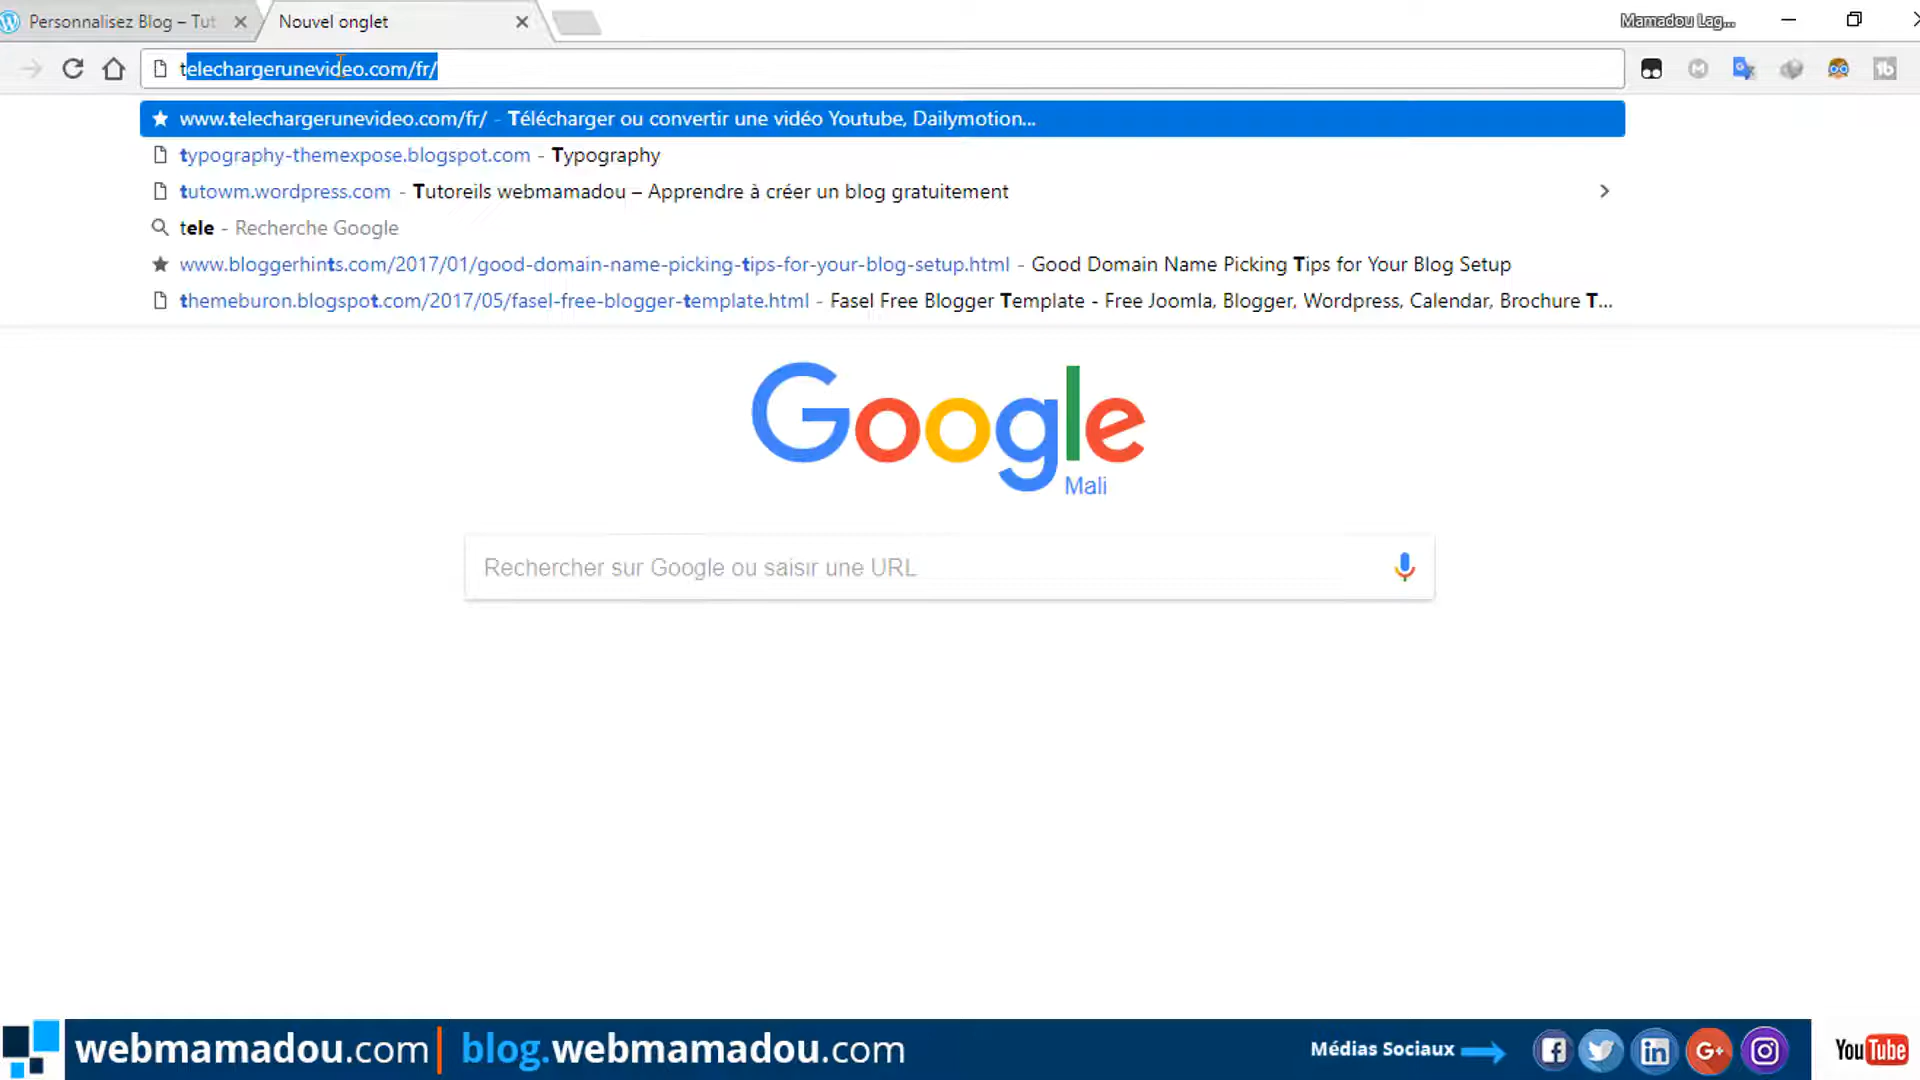 Personnalisez Blog – Tut
Nouvel onglet
Mamadou Lag...
telechargerunevideo.com/fr/
www.telechargerunevideo.com/fr/ - Télécharger ou convertir une vidéo Youtube, Dailymotion...
typography-themexpose.blogspot.com - Typography
tutowm.wordpress.com - Tutoreils webmamadou – Apprendre à créer un blog gratuitement
tele - Recherche Google
www.bloggerhints.com/2017/01/good-domain-name-picking-tips-for-your-blog-setup.html - Good Domain Name Picking Tips for Your Blog Setup
themeburon.blogspot.com/2017/05/fasel-free-blogger-template.html - Fasel Free Blogger Template - Free Joomla, Blogger, Wordpress, Calendar, Brochure T...
Google
Mali
Rechercher sur Google ou saisir une URL
webmamadou.com | blog.webmamadou.com
Médias Sociaux
YouTube